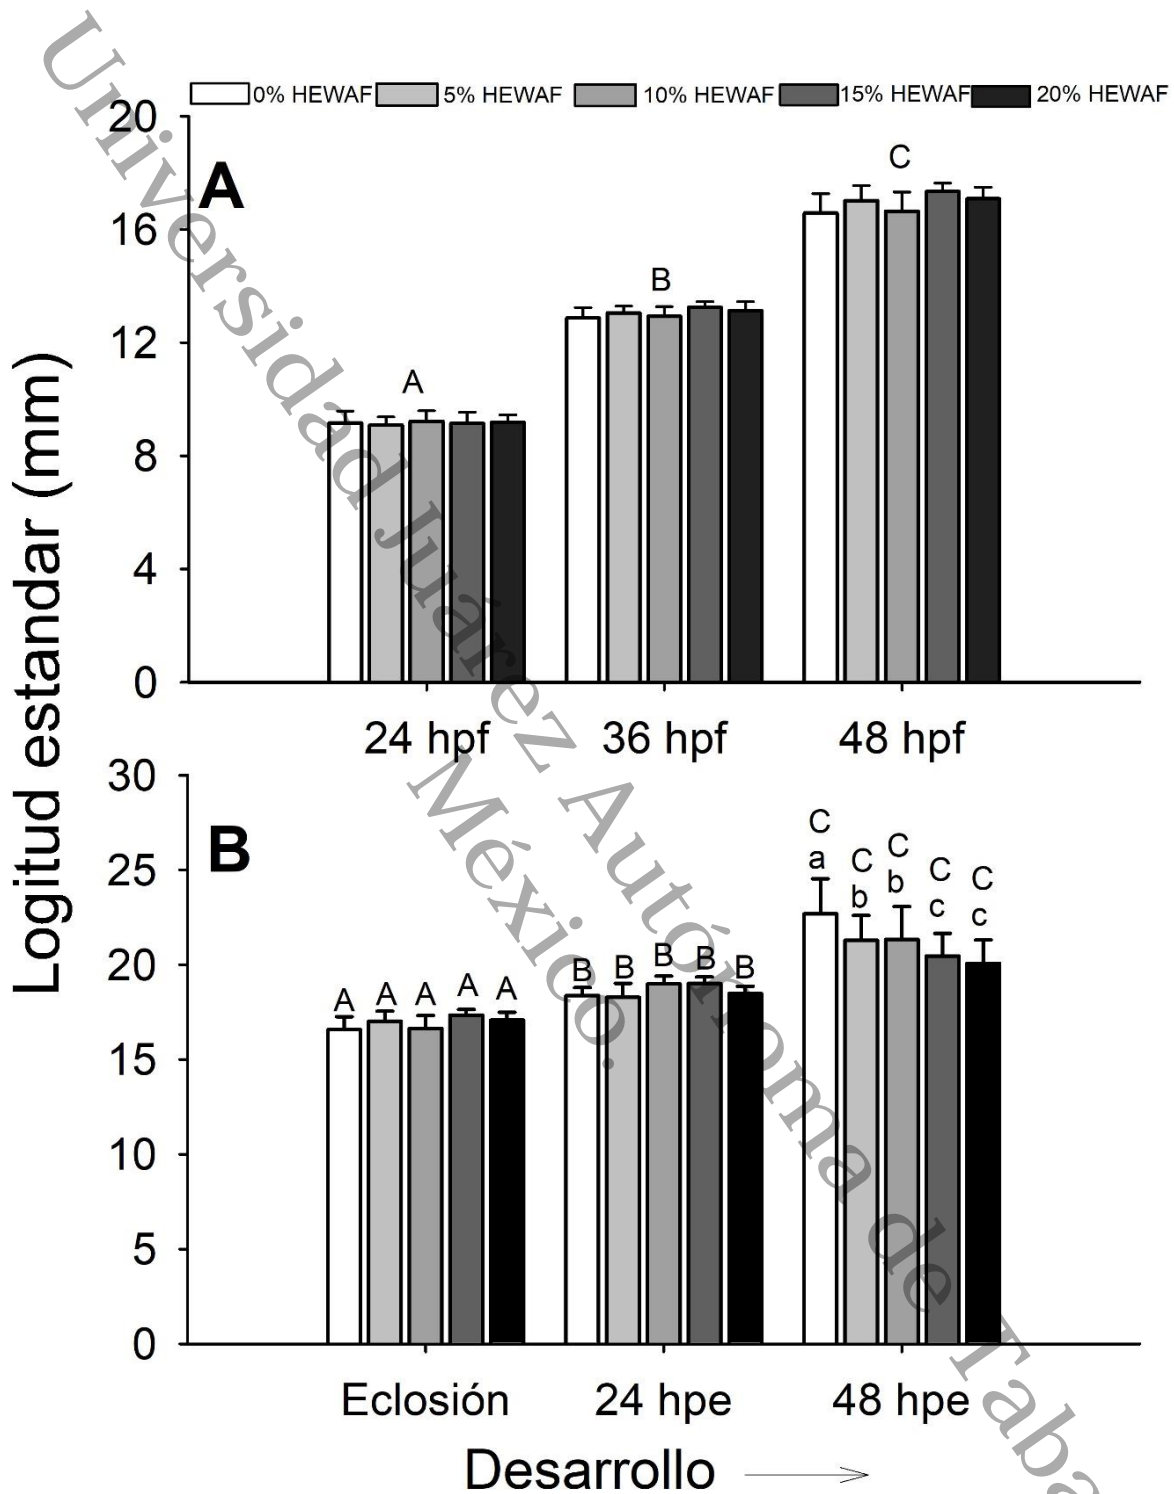 0% HEWAF 5% HEWAF 10% HEWAF 15% HEWAF 20% HEWAF
Logitud estandar (mm)
A
20
16
12
8
4
0
A
B
C
24 hpf 36 hpf 48 hpf
B
30
25
20
15
10
5
0
A A A A A
B B B B B
C C C C C
a b b c c
Eclosión 24 hpe 48 hpe
Desarrollo
Universidad Juárez Autónoma de Taba
México.